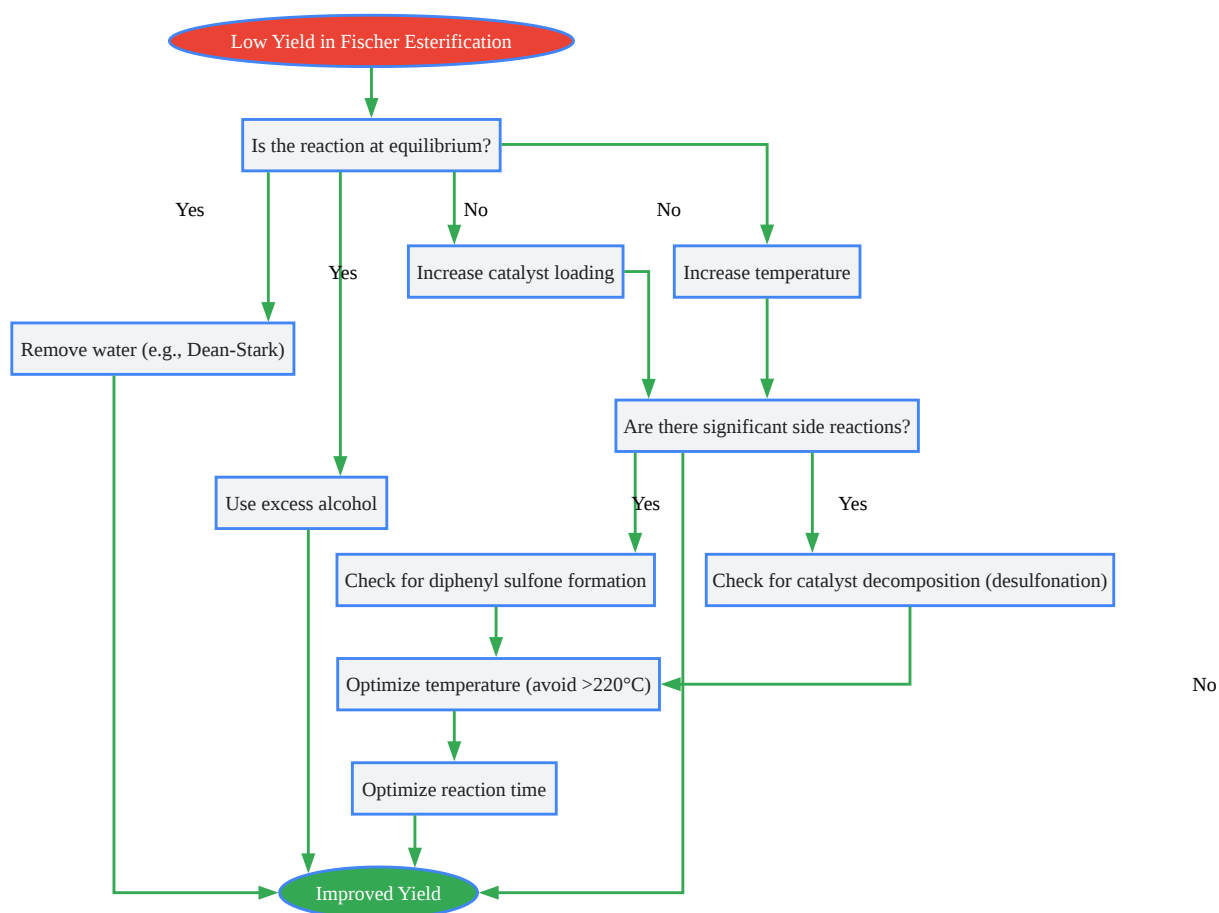 Low Yield in Fischer Esterification
Is the reaction at equilibrium?
Yes
No
No
Yes
Increase catalyst loading
Increase temperature
Remove water (e.g., Dean-Stark)
Are there significant side reactions?
Use excess alcohol
Yes
Yes
Check for diphenyl sulfone formation
Check for catalyst decomposition (desulfonation)
Optimize temperature (avoid >220°C)
No
Optimize reaction time
Improved Yield